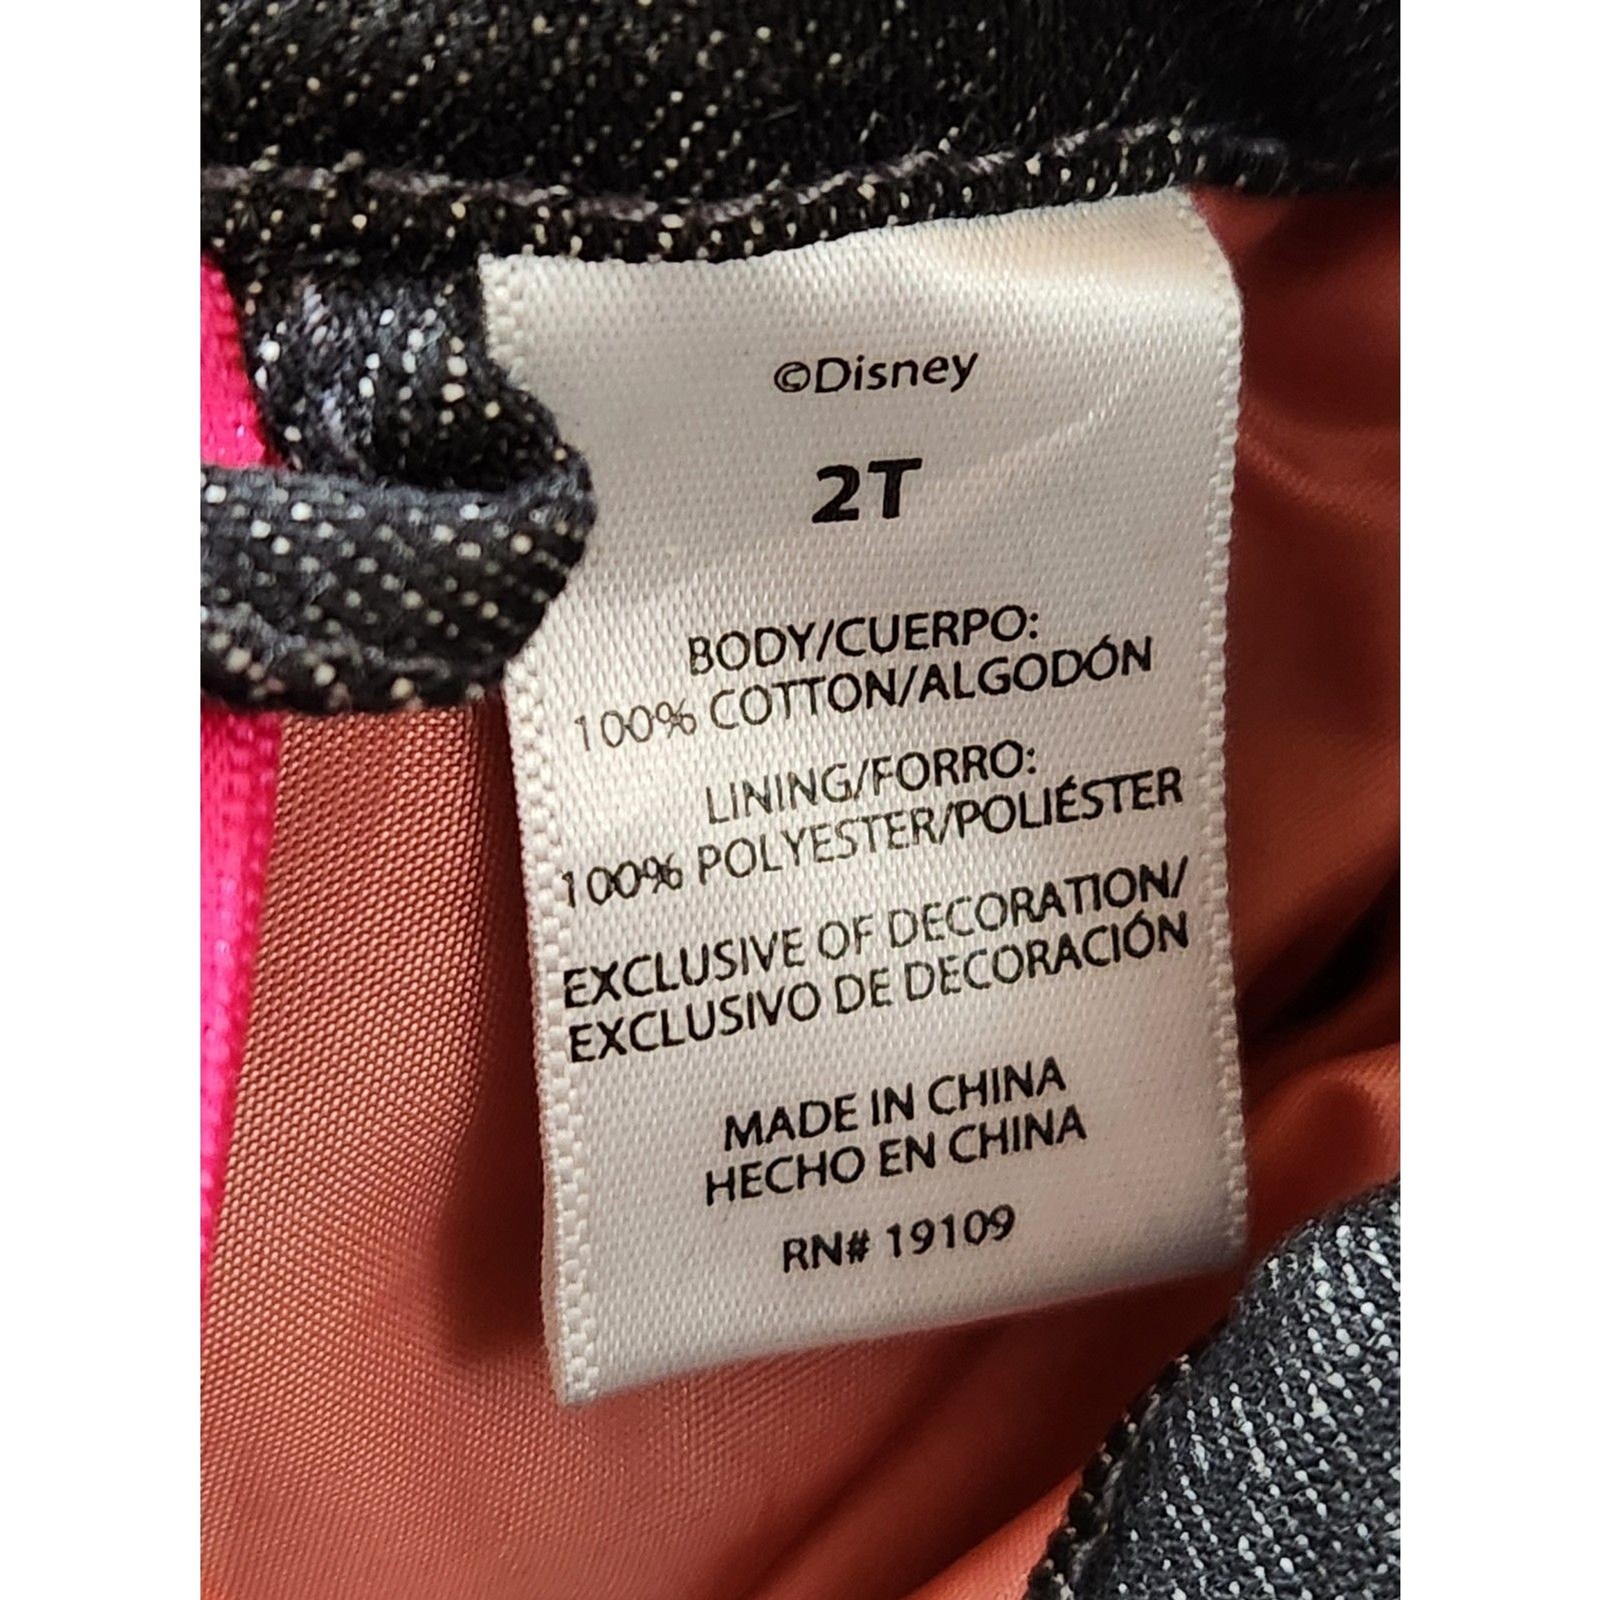 ©Disney
2T
BODY/CUERPO:
100% COTTON/ALGODÓN
LINING/FORRO:
100% POLYESTER/POLIÉSTER
EXCLUSIVE OF DECORATION/
EXCLUSIVO DE DECORACIÓN
MADE IN CHINA
HECHO EN CHINA
RN# 19109